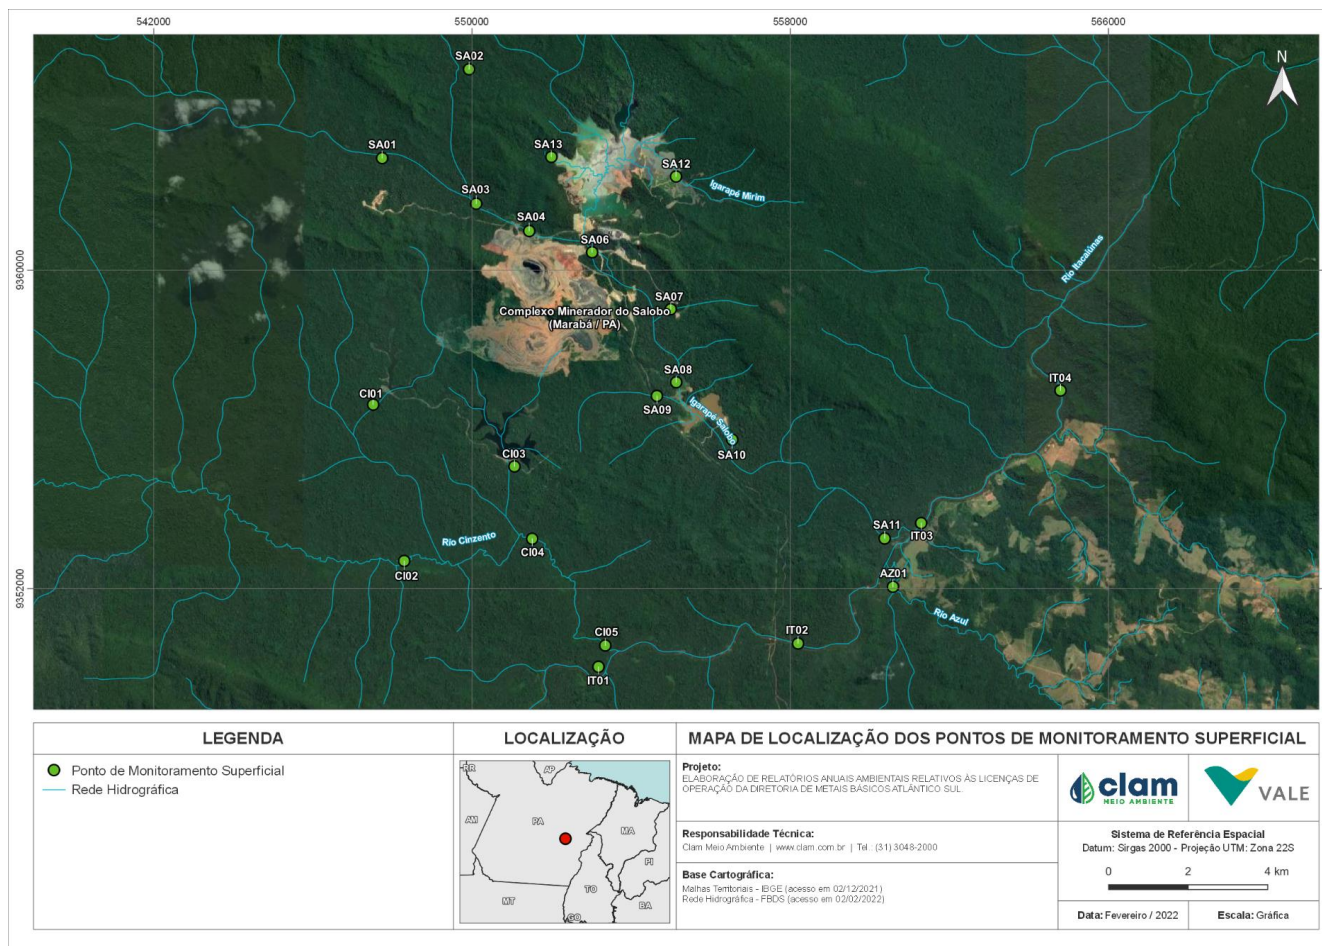 542000
550000
558000
566000
SA02
N
SA01
SA13
SA12
Igarapé Mirim
SA03
SA04
SA06
Rio Itacaiúnas
9360000
SA07
Complexo Minerador do Salobo
(Marabá / PA)
SA08
IT04
CI01
SA09
Igarapé Salobo
SA10
CI03
SA11
IT03
Rio Cinzento
CI04
CI02
AZ01
9352000
Rio Azul
IT02
CI05
IT01
LEGENDA
Ponto de Monitoramento Superficial
Rede Hidrográfica
LOCALIZAÇÃO
RR
AP
AM
PA
MA
PI
TO
MT
BA
GO
MAPA DE LOCALIZAÇÃO DOS PONTOS DE MONITORAMENTO SUPERFICIAL
Projeto:
ELABORAÇÃO DE RELATÓRIOS ANUAIS AMBIENTAIS RELATIVOS ÀS LICENÇAS DE
OPERAÇÃO DA DIRETORIA DE METAIS BÁSICOS ATLÂNTICO SUL.
clam
MEIO AMBIENTE
VALE
Responsabilidade Técnica:
Clam Meio Ambiente | www.clam.com.br | Tel.: (31) 3048-2000
Sistema de Referência Espacial
Datum: Sirgas 2000 - Projeção UTM: Zona 22S
0 2 4 km
Base Cartográfica:
Malhas Territoriais - IBGE (acesso em 02/12/2021)
Rede Hidrográfica - FBDS (acesso em 02/02/2022)
Data: Fevereiro / 2022
Escala: Gráfica